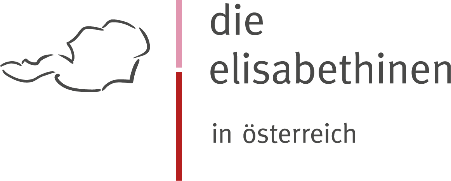 die
elisabethinen
in österreich